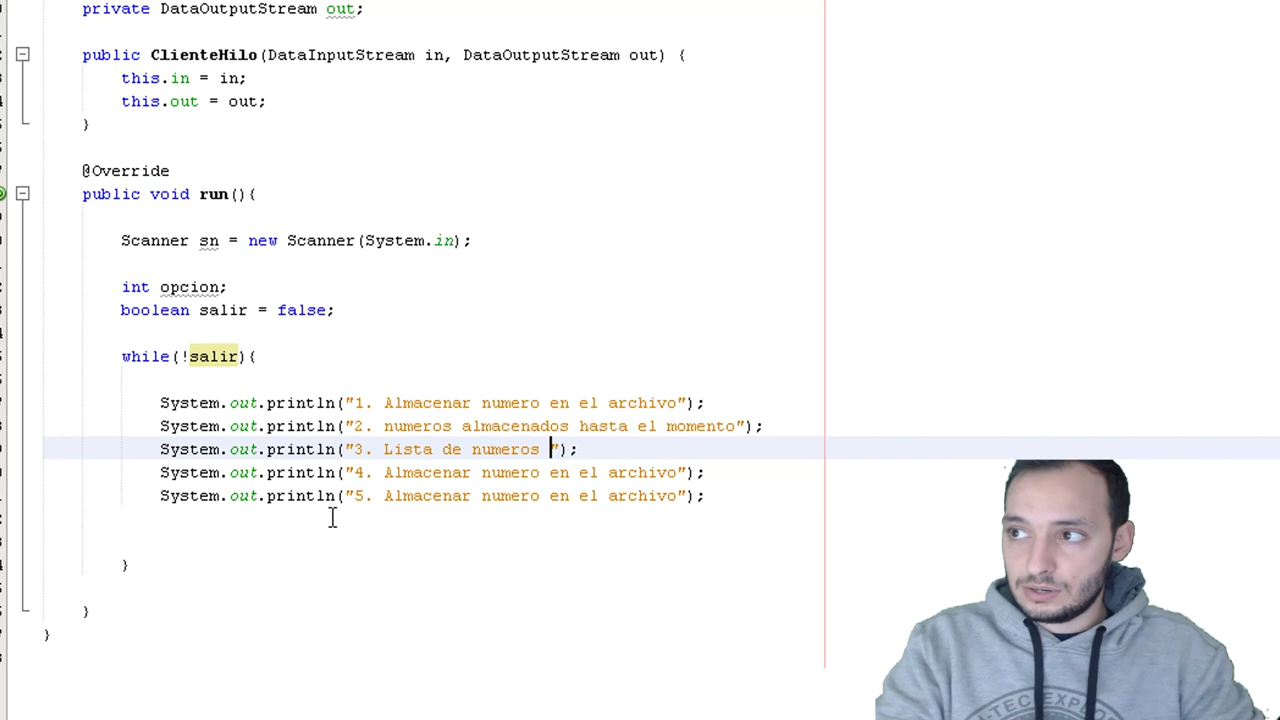 private DataOutputStream out;
public ClienteHilo(DataInputStream in, DataOutputStream out) {
this.in = in;
this.out = out;
}
@Override
public void run(){
Scanner sn = new Scanner(System.in);
int opcion;
boolean salir = false;
while(!salir){
System.out.println("1. Almacenar numero en el archivo");
System.out.println("2. numeros almacenados hasta el momento");
System.out.println("3. Lista de numeros ");
System.out.println("4. Almacenar numero en el archivo");
System.out.println("5. Almacenar numero en el archivo");
}
}
}